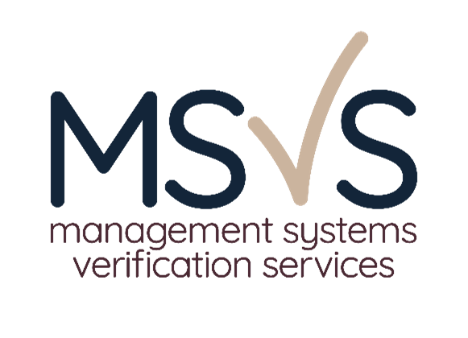 MSVS
management systems
verification services